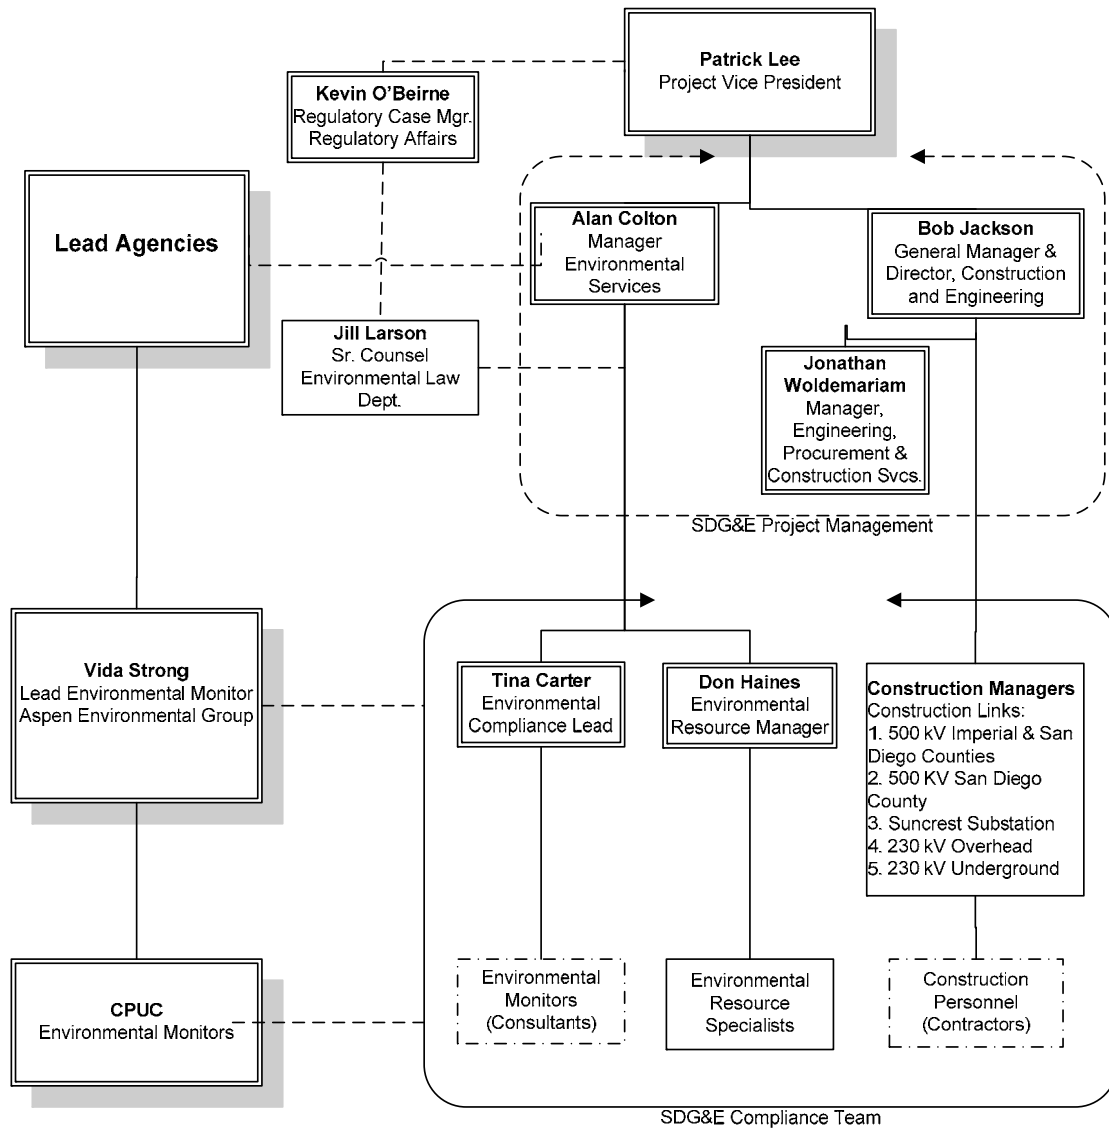 Patrick Lee
Project Vice President
Kevin O'Beirne
Regulatory Case Mgr.
Regulatory Affairs
Lead Agencies
Alan Colton
Manager
Environmental
Services
Bob Jackson
General Manager &
Director, Construction
and Engineering
Jill Larson
Sr. Counsel
Environmental Law
Dept.
Jonathan
Woldemariam
Manager,
Engineering,
Procurement &
Construction Svcs.
SDG&E Project Management
Vida Strong
Lead Environmental Monitor
Aspen Environmental Group
Tina Carter
Environmental
Compliance Lead
Don Haines
Environmental
Resource Manager
Construction Managers
Construction Links:
1. 500 kV Imperial & San
Diego Counties
2. 500 KV San Diego
County
3. Suncrest Substation
4. 230 kV Overhead
5. 230 kV Underground
CPUC
Environmental Monitors
Environmental
Monitors
(Consultants)
Environmental
Resource
Specialists
Construction
Personnel
(Contractors)
SDG&E Compliance Team